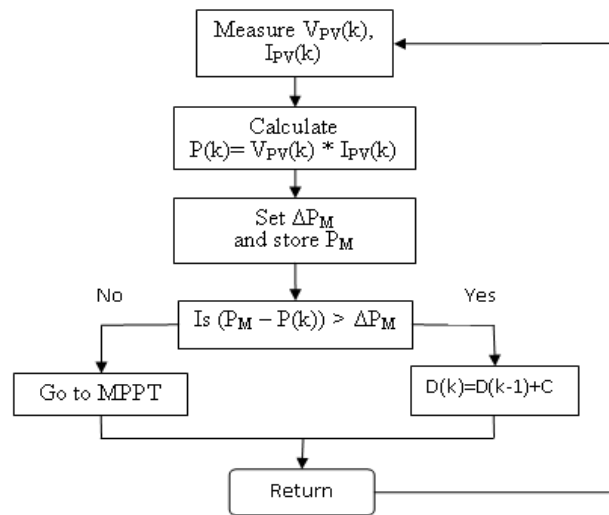 Measure VPV(k),
IPV(k)
Calculate
P(k)= VPV(k) * IPV(k)
Set ΔPM
and store PM
No
Yes
Is (PM – P(k)) > ΔPM
Go to MPPT
D(k)=D(k-1)+C
Return